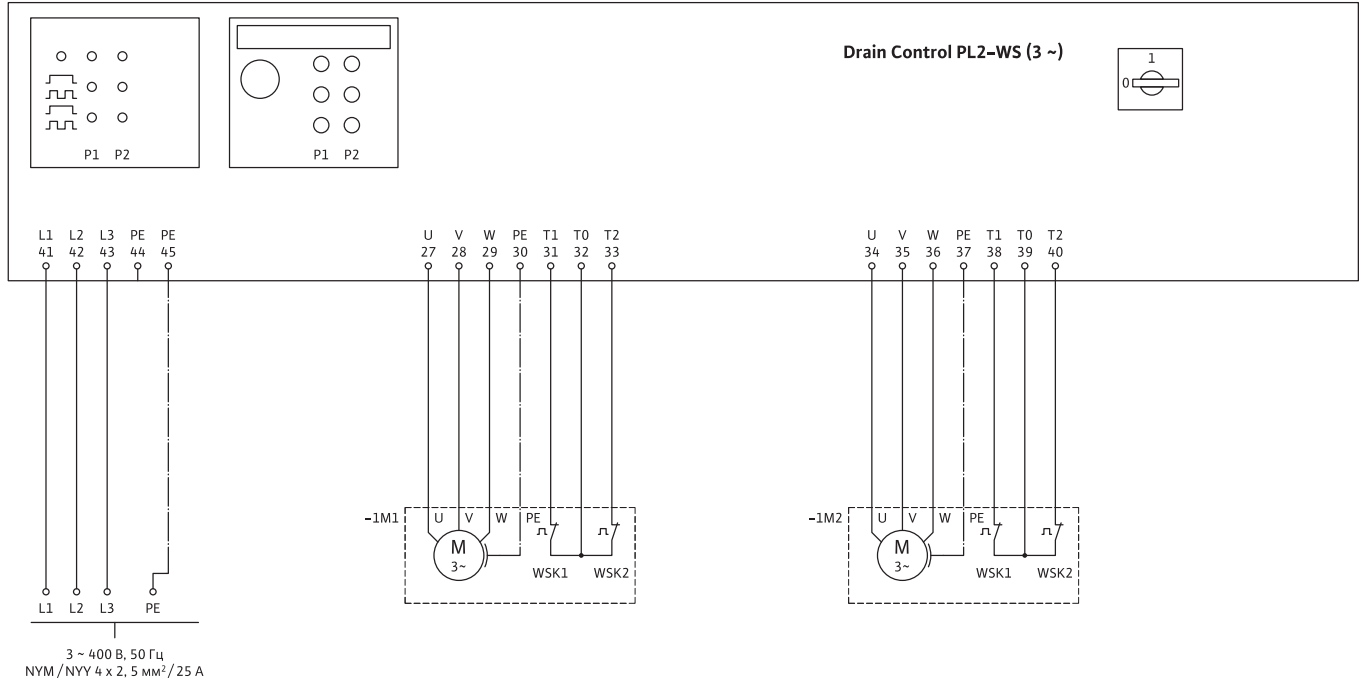 Drain Control PL2–WS (3 ~)
1
0
P1 P2
P1 P2
L1 L2 L3 PE PE
41 42 43 44 45
U V W PE T1 T0 T2
27 28 29 30 31 32 33
U V W PE T1 T0 T2
34 35 36 37 38 39 40
–1M1 U V W PE
M
3~
WSK1 WSK2
–1M2 U V W PE
M
3~
WSK1 WSK2
L1 L2 L3 PE
3 ~ 400 В, 50 Гц
NYM / NYY 4 x 2, 5 мм² / 25 А